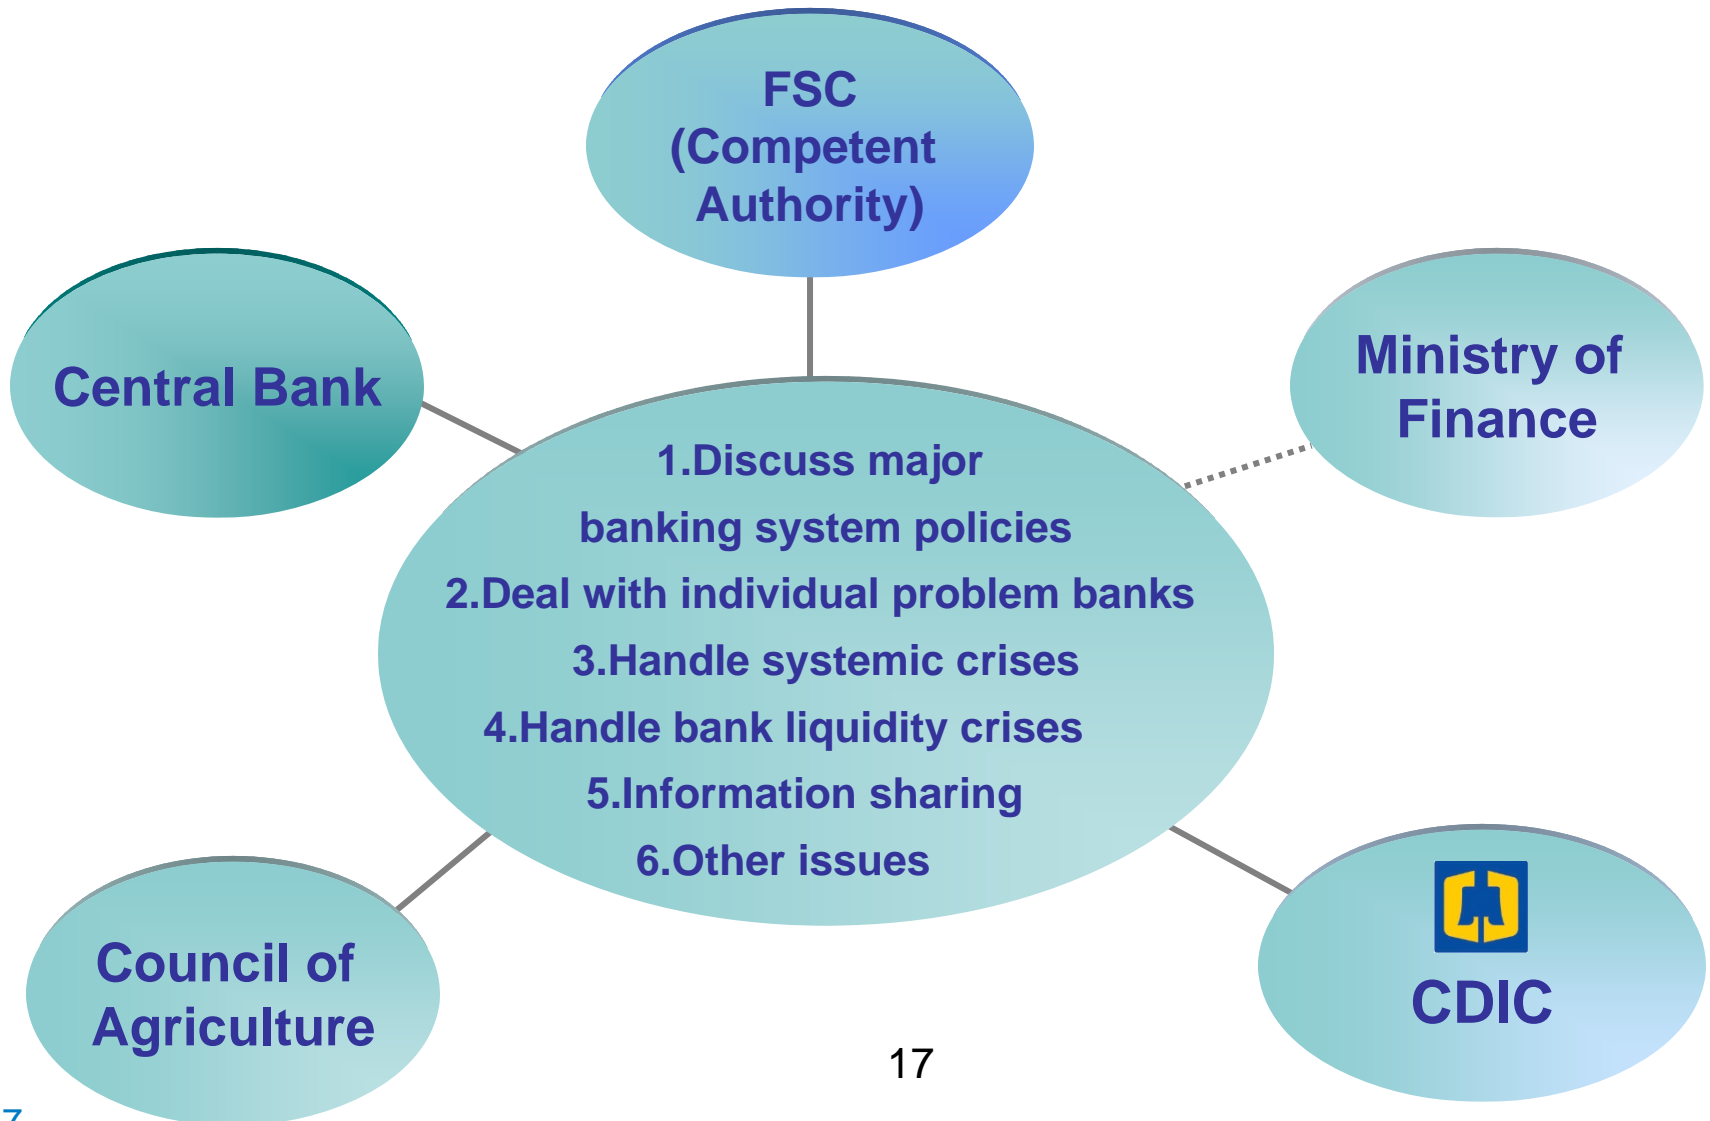 FSC
(Competent
Authority)
Central Bank
Ministry of
Finance
1.Discuss major
banking system policies
2.Deal with individual problem banks
3.Handle systemic crises
4.Handle bank liquidity crises
5.Information sharing
6.Other issues
Council of
Agriculture
CDIC
17